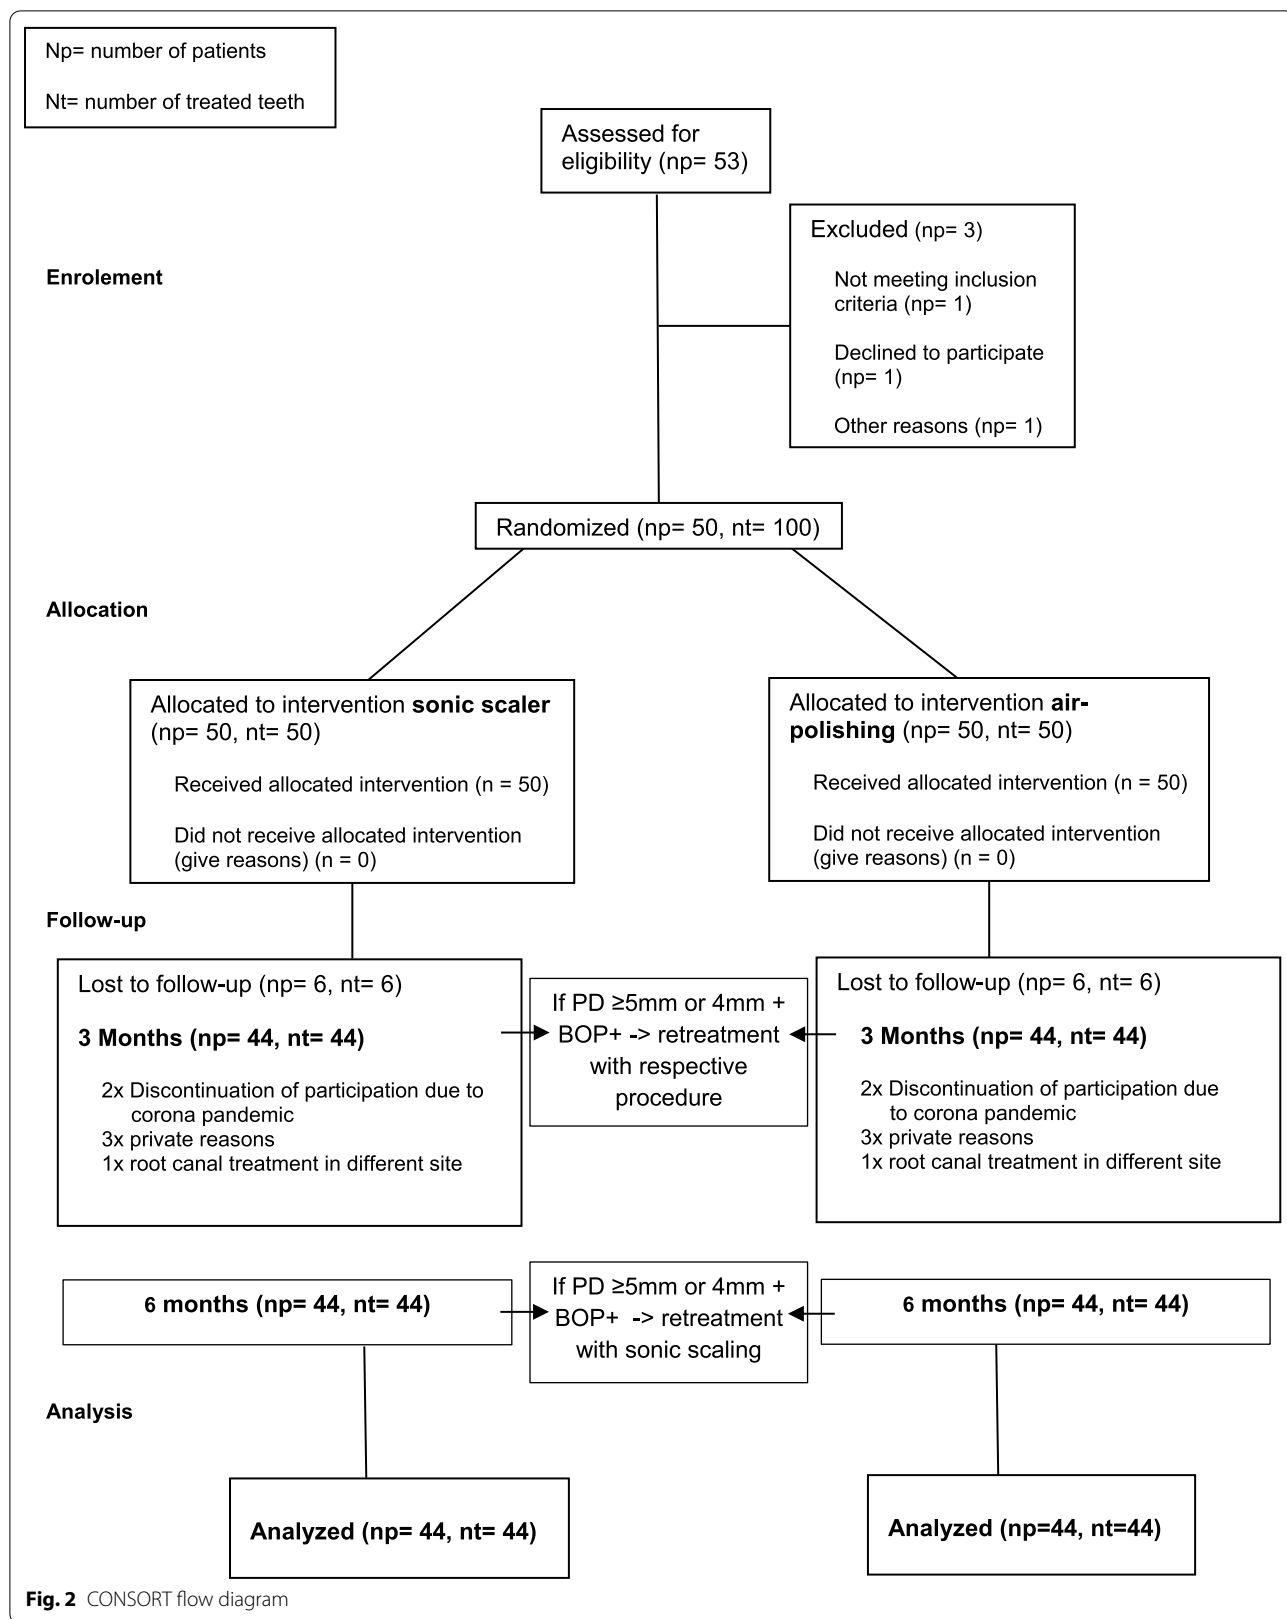 Np= number of patients
Nt= number of treated teeth
Assessed for
eligibility (np= 53)
Enrolement
Excluded (np= 3)
Not meeting inclusion
criteria (np= 1)
Declined to participate
(np= 1)
Other reasons (np= 1)
Randomized (np= 50, nt= 100)
Allocation
Allocated to intervention sonic scaler
(np= 50, nt= 50)
Received allocated intervention (n = 50)
Did not receive allocated intervention
(give reasons) (n = 0)
Allocated to intervention air-
polishing (np= 50, nt= 50)
Received allocated intervention (n = 50)
Did not receive allocated intervention
(give reasons) (n = 0)
Follow-up
Lost to follow-up (np= 6, nt= 6)
3 Months (np= 44, nt= 44)
2x Discontinuation of participation due to
corona pandemic
3x private reasons
1x root canal treatment in different site
If PD ≥5mm or 4mm +
BOP+ -> retreatment
with respective
procedure
Lost to follow-up (np= 6, nt= 6)
3 Months (np= 44, nt= 44)
2x Discontinuation of participation due
to corona pandemic
3x private reasons
1x root canal treatment in different site
6 months (np= 44, nt= 44)
If PD ≥5mm or 4mm +
BOP+ -> retreatment
with sonic scaling
6 months (np= 44, nt= 44)
Analysis
Analyzed (np= 44, nt= 44)
Analyzed (np=44, nt=44)
Fig. 2 CONSORT flow diagram